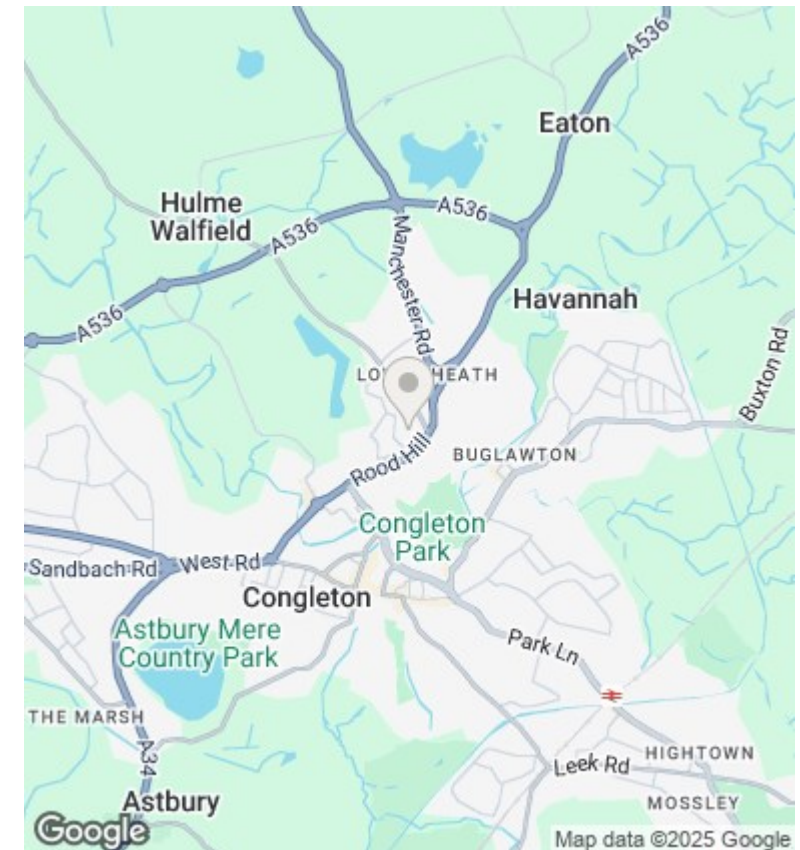 A536
Eaton
Hulme
Walfield
A536
A536
Manchester Rd
Havannah
A536
Buxton Rd
HEATH
Rood Hill
BUGLAWTON
Congleton
Park
Sandbach Rd
West Rd
Congleton
Astbury Mere
Country Park
Park Ln
THE MARSH
A34
HIGHTOWN
Leek Rd
MOSSLEY
Astbury
Google
Map data ©2025 Google